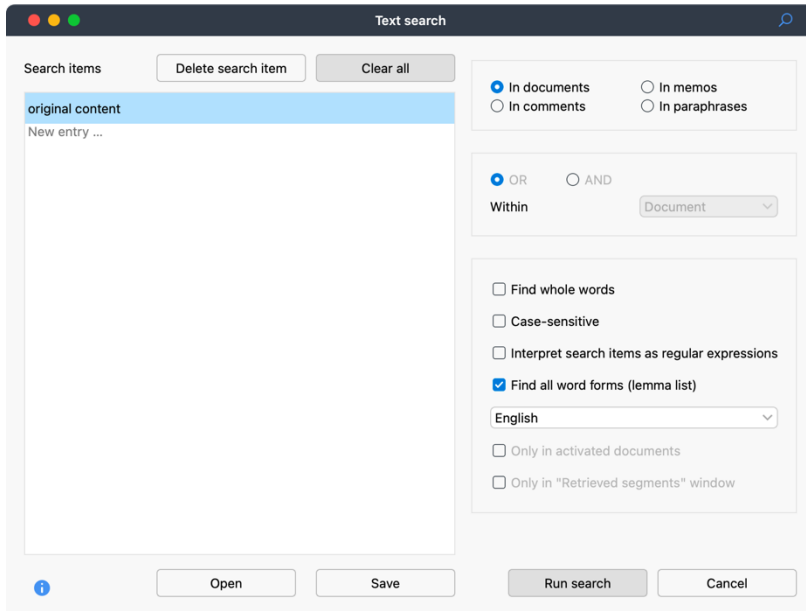 Text search
Search items
Delete search item
Clear all
original content
New entry ...
In documents
In memos
In comments
In paraphrases
OR
AND
Within
Document
Find whole words
Case-sensitive
Interpret search items as regular expressions
Find all word forms (lemma list)
English
Only in activated documents
Only in "Retrieved segments" window
Open
Save
Run search
Cancel